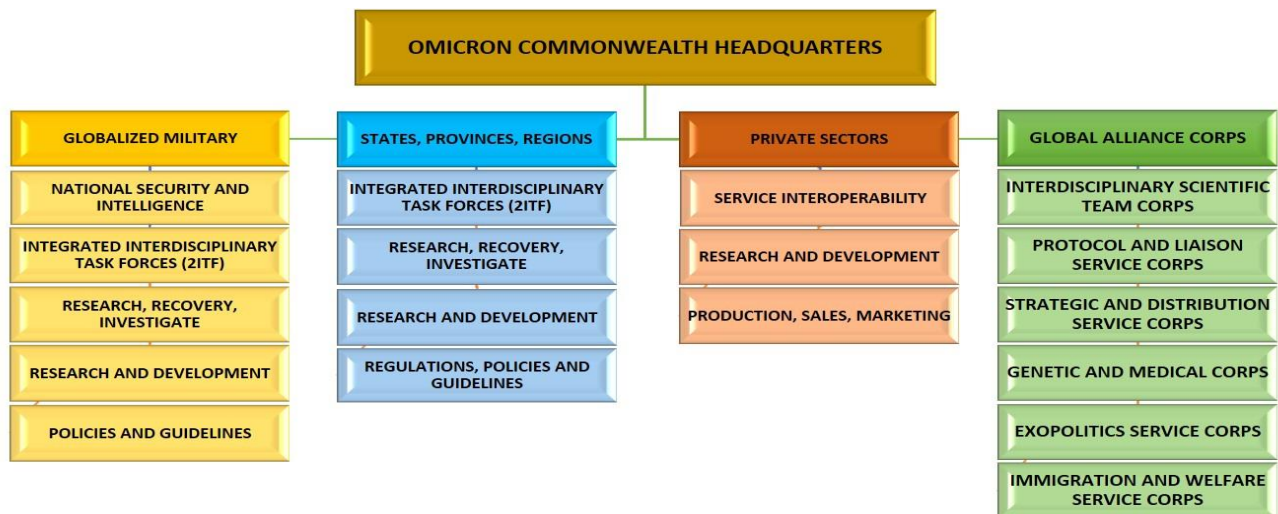 OMICRON COMMONWEALTH HEADQUARTERS
GLOBALIZED MILITARY
NATIONAL SECURITY AND
INTELLIGENCE
INTEGRATED INTERDISCIPLINARY
TASK FORCES (2ITF)
RESEARCH, RECOVERY,
INVESTIGATE
RESEARCH AND DEVELOPMENT
POLICIES AND GUIDELINES
STATES, PROVINCES, REGIONS
INTEGRATED INTERDISCIPLINARY
TASK FORCES (2ITF)
RESEARCH, RECOVERY,
INVESTIGATE
RESEARCH AND DEVELOPMENT
REGULATIONS, POLICIES AND
GUIDELINES
PRIVATE SECTORS
SERVICE INTEROPERABILITY
RESEARCH AND DEVELOPMENT
PRODUCTION, SALES, MARKETING
GLOBAL ALLIANCE CORPS
INTERDISCIPLINARY SCIENTIFIC
TEAM CORPS
PROTOCOL AND LIAISON
SERVICE CORPS
STRATEGIC AND DISTRIBUTION
SERVICE CORPS
GENETIC AND MEDICAL CORPS
EXOPOLITICS SERVICE CORPS
IMMIGRATION AND WELFARE
SERVICE CORPS